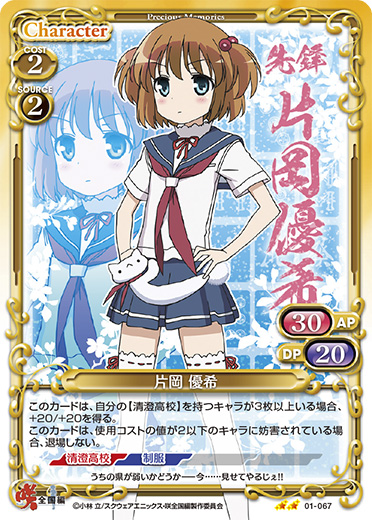 Precious Memories
Character
COST
2
SOURCE
2
先鋒
片岡優希
30 AP
DP 20
片岡 優希
このカードは、自分の【清澄高校】を持つキャラが3枚以上いる場合、
+20/+20を得る。
このカードは、使用コストの値が2以下のキャラに妨害されている場
合、退場しない。
清澄高校 制服
うちの県が弱いかどうか──今……見せてやるじぇ!!
咲 全国編
©小林 立/スクウェアエニックス・咲全国編製作委員会
01-067